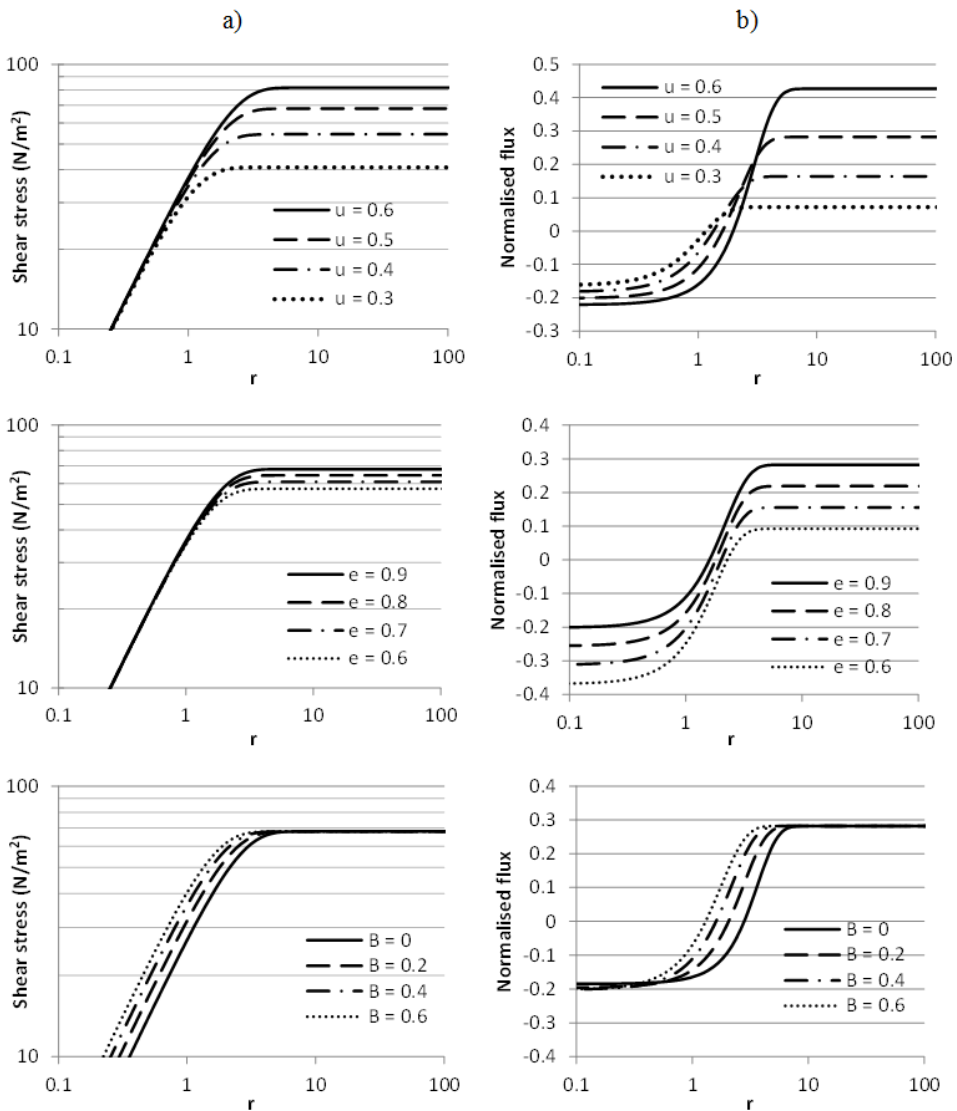 a)
b)
100
10
Shear stress (N/m²)
u = 0.6
u = 0.5
u = 0.4
u = 0.3
0.1
1
10
100
r
0.5
0.4
0.3
0.2
0.1
0
-0.1
-0.2
-0.3
Normalised flux
u = 0.6
u = 0.5
u = 0.4
u = 0.3
0.1
1
10
100
r
100
10
Shear stress (N/m²)
e = 0.9
e = 0.8
e = 0.7
e = 0.6
0.1
1
10
100
r
0.4
0.3
0.2
0.1
0
-0.1
-0.2
-0.3
-0.4
Normalised flux
e = 0.9
e = 0.8
e = 0.7
e = 0.6
0.1
1
10
100
r
100
10
Shear stress (N/m²)
B = 0
B = 0.2
B = 0.4
B = 0.6
0.1
1
10
100
r
0.4
0.3
0.2
0.1
0
-0.1
-0.2
-0.3
-0.4
Normalised flux
B = 0
B = 0.2
B = 0.4
B = 0.6
0.1
1
10
100
r